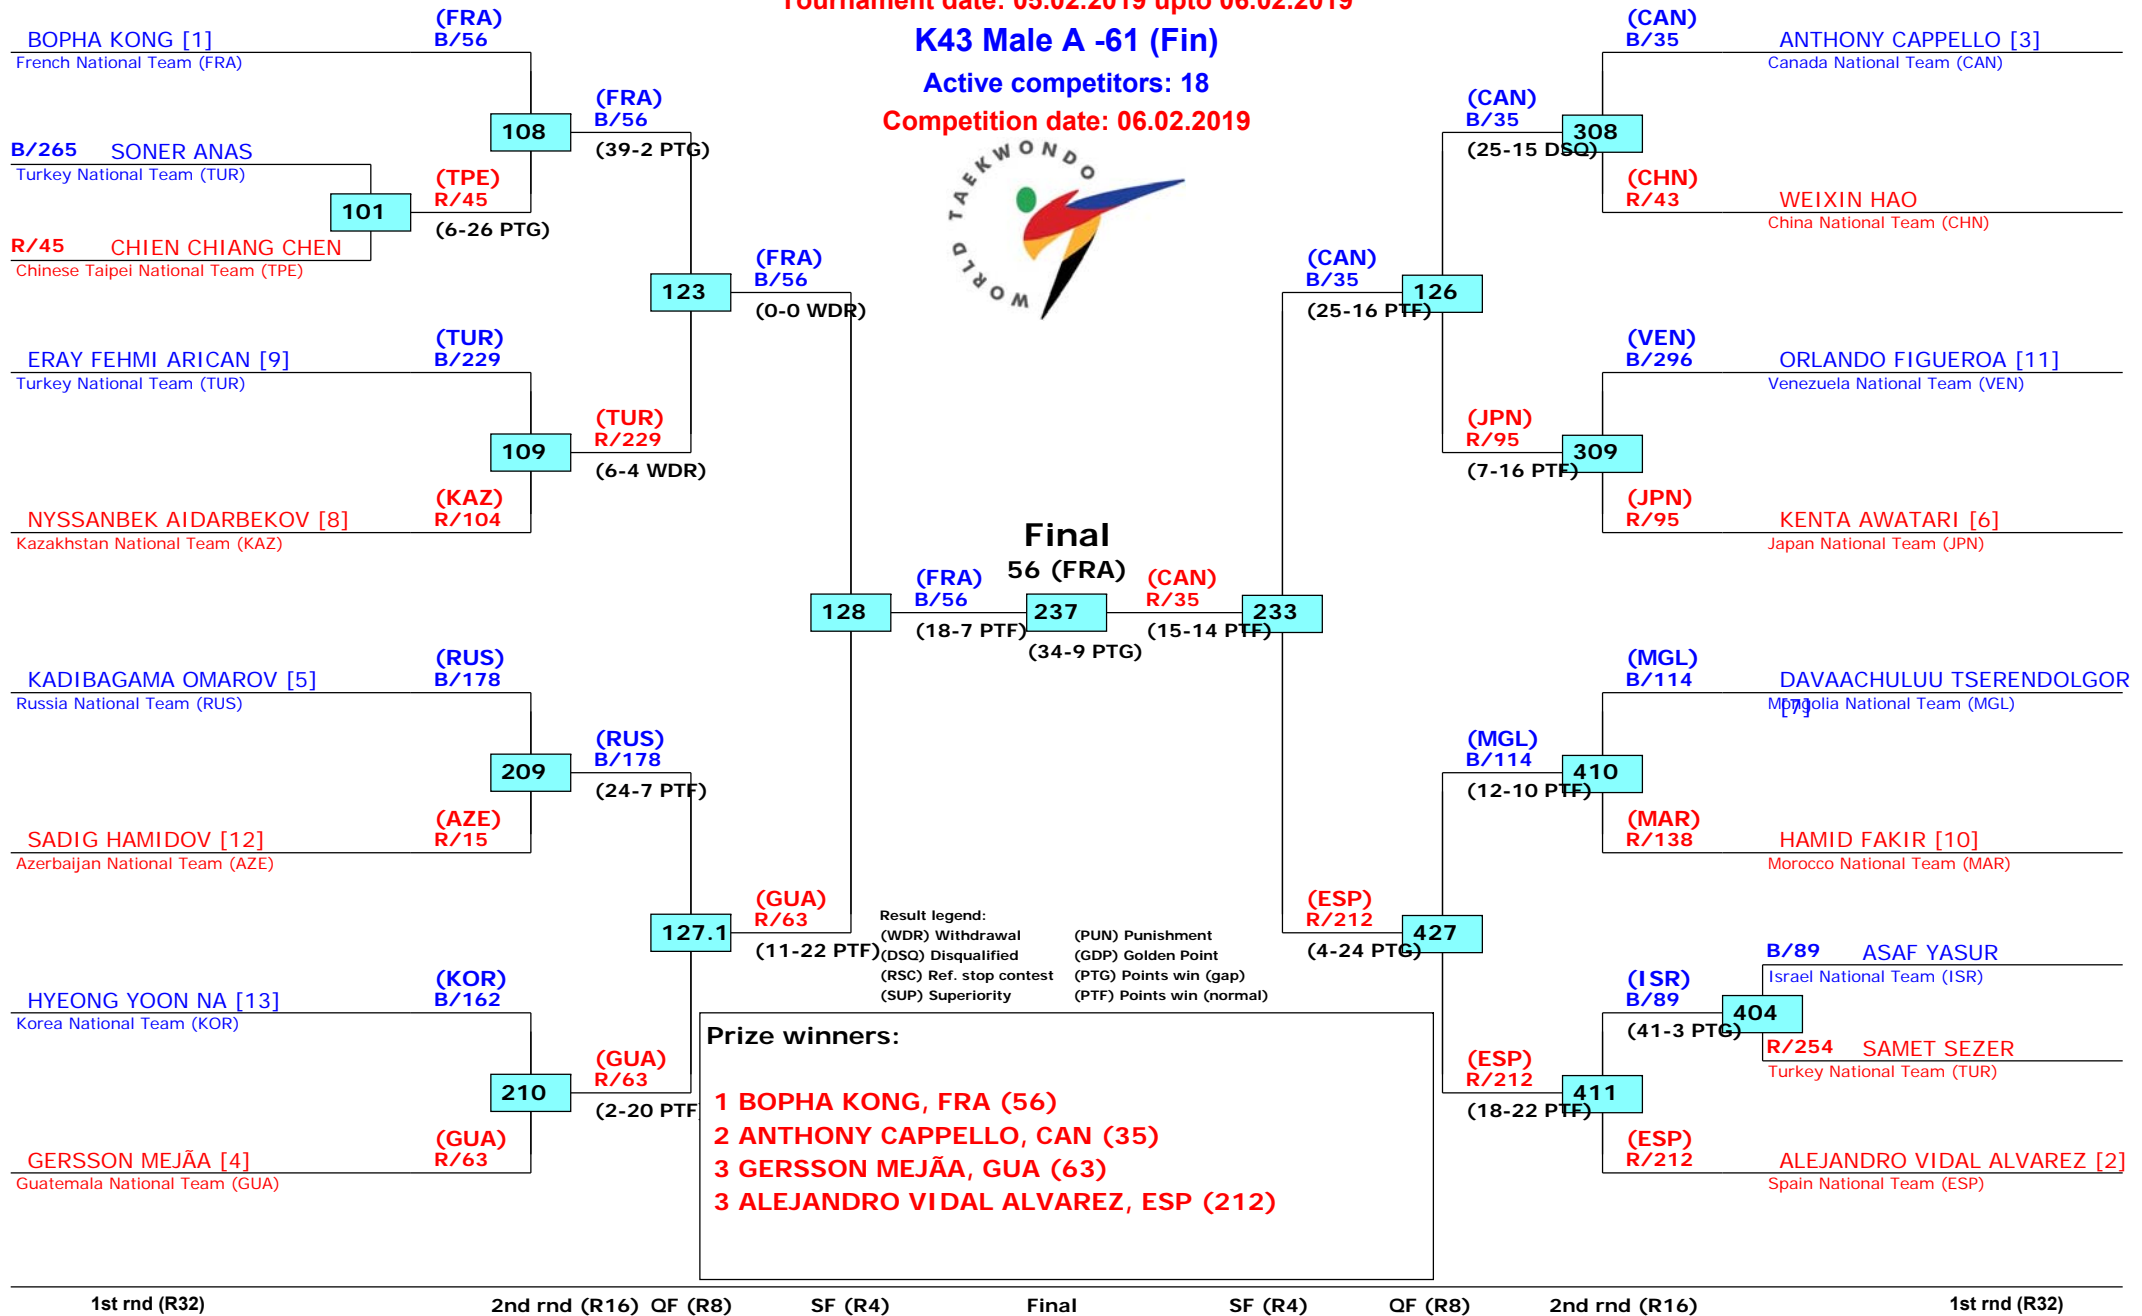 Tournament date: 05.02.2019 upto 06.02.2019
K43 Male A -61 (Fin)
Active competitors: 18
Competition date: 06.02.2019
WORLD TAEKWONDO
BOPHA KONG [1]
French National Team (FRA)
(FRA)
B/56
B/265 SONER ANAS
Turkey National Team (TUR)
101
R/45 CHIEN CHIANG CHEN
Chinese Taipei National Team (TPE)
(TPE)
R/45
(6-26 PTG)
108
(FRA)
B/56
(39-2 PTG)
ERAY FEHMI ARICAN [9]
Turkey National Team (TUR)
(TUR)
B/229
109
NYSSANBEK AIDARBEKOV [8]
Kazakhstan National Team (KAZ)
(KAZ)
R/104
(TUR)
R/229
(6-4 WDR)
123
(FRA)
B/56
(0-0 WDR)
KADIBAGAMA OMAROV [5]
Russia National Team (RUS)
(RUS)
B/178
209
SADIG HAMIDOV [12]
Azerbaijan National Team (AZE)
(AZE)
R/15
(RUS)
B/178
(24-7 PTF)
HYEONG YOON NA [13]
Korea National Team (KOR)
(KOR)
B/162
210
GERSSON MEJÃA [4]
Guatemala National Team (GUA)
(GUA)
R/63
(GUA)
R/63
(2-20 PTF
127.1
(GUA)
R/63
(11-22 PTF)
128
(FRA)
B/56
(18-7 PTF)
Final
56 (FRA)
237
(34-9 PTG)
(CAN)
R/35
(15-14 PTF)
233
(CAN)
B/35
(25-16 PTF)
126
(CAN)
B/35
(25-15 DSQ)
308
(CAN)
B/35
ANTHONY CAPPELLO [3]
Canada National Team (CAN)
(CHN)
R/43
WEIXIN HAO
China National Team (CHN)
(JPN)
R/95
(7-16 PTF)
309
(VEN)
B/296
ORLANDO FIGUEROA [11]
Venezuela National Team (VEN)
(JPN)
R/95
KENTA AWATARI [6]
Japan National Team (JPN)
(ESP)
R/212
(4-24 PTG)
427
(MGL)
B/114
(12-10 PTF)
410
(MGL)
B/114
DAVAACHULUU TSERENDOLGOR
[7]
Mongolia National Team (MGL)
(MAR)
R/138
HAMID FAKIR [10]
Morocco National Team (MAR)
(ESP)
R/212
(18-22 PTF)
411
(ISR)
B/89
(41-3 PTG)
404
B/89 ASAF YASUR
Israel National Team (ISR)
R/254 SAMET SEZER
Turkey National Team (TUR)
(ESP)
R/212
ALEJANDRO VIDAL ALVAREZ [2]
Spain National Team (ESP)
Result legend:
(WDR) Withdrawal (PUN) Punishment
(DSQ) Disqualified (GDP) Golden Point
(RSC) Ref. stop contest (PTG) Points win (gap)
(SUP) Superiority (PTF) Points win (normal)
Prize winners:
1 BOPHA KONG, FRA (56)
2 ANTHONY CAPPELLO, CAN (35)
3 GERSSON MEJÃA, GUA (63)
3 ALEJANDRO VIDAL ALVAREZ, ESP (212)
1st rnd (R32) 2nd rnd (R16) QF (R8) SF (R4) Final SF (R4) QF (R8) 2nd rnd (R16) 1st rnd (R32)